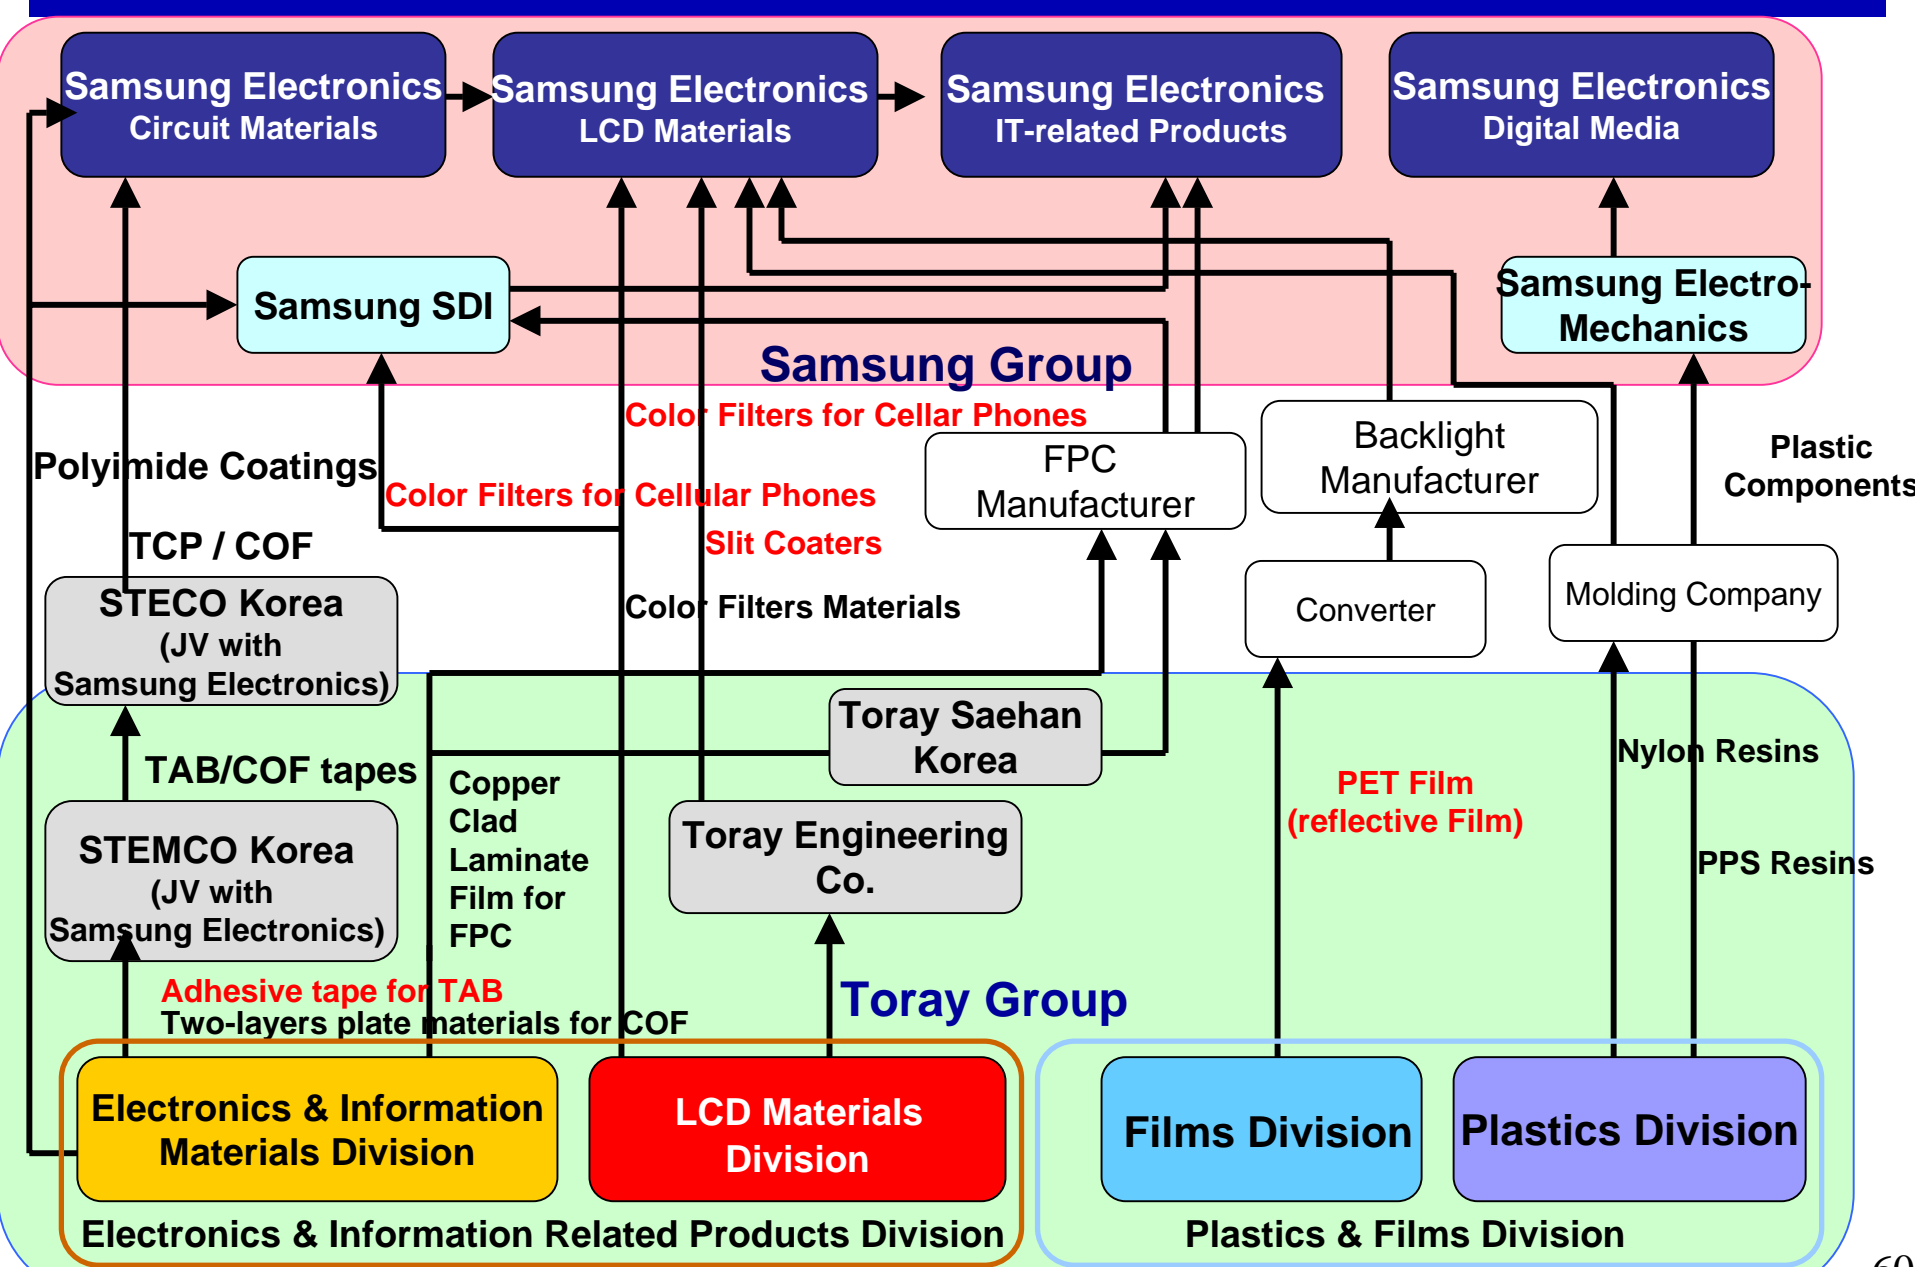 Samsung Electronics
Circuit Materials
Samsung Electronics
LCD Materials
Samsung Electronics
IT-related Products
Samsung Electronics
Digital Media
Samsung SDI
Samsung Electro-
Mechanics
Samsung Group
Color Filters for Cellar Phones
Polyimide Coatings
Color Filters for Cellular Phones
FPC
Manufacturer
Backlight
Manufacturer
Plastic
Components
Slit Coaters
TCP / COF
STECO Korea
(JV with
Samsung Electronics)
Color Filters Materials
Converter
Molding Company
Toray Saehan
Korea
TAB/COF tapes
Copper
Clad
Laminate
Film for
FPC
PET Film
(reflective Film)
Nylon Resins
PPS Resins
STEMCO Korea
(JV with
Samsung Electronics)
Toray Engineering
Co.
Adhesive tape for TAB
Two-layers plate materials for COF
Toray Group
Electronics & Information
Materials Division
LCD Materials
Division
Films Division
Plastics Division
Electronics & Information Related Products Division
Plastics & Films Division